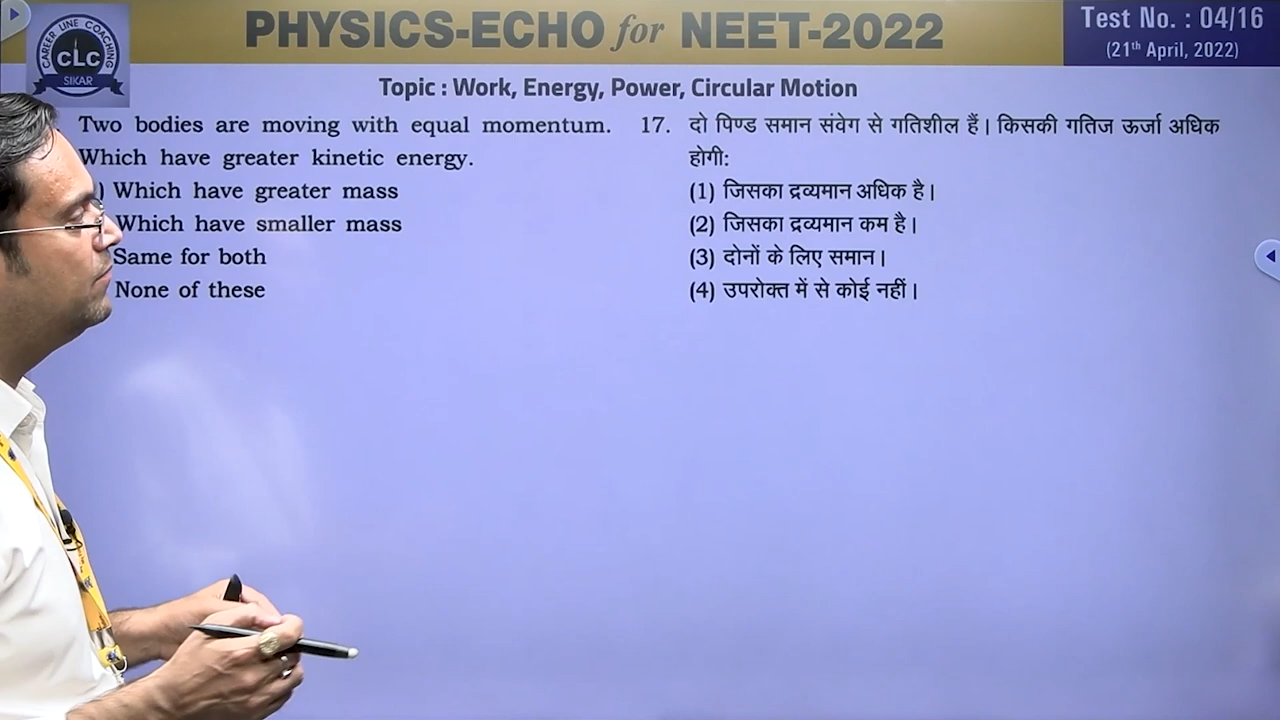 PHYSICS-ECHO for NEET-2022
Test No. : 04/16
(21th April, 2022)
CAREER LINE COACHING
CLC
SIKAR
Topic : Work, Energy, Power, Circular Motion
Two bodies are moving with equal momentum.
Which have greater kinetic energy.
) Which have greater mass
Which have smaller mass
Same for both
None of these
17. दो पिण्ड समान संवेग से गतिशील हैं। किसकी गतिज ऊर्जा अधिक
होगी:
(1) जिसका द्रव्यमान अधिक है।
(2) जिसका द्रव्यमान कम है।
(3) दोनों के लिए समान।
(4) उपरोक्त में से कोई नहीं।